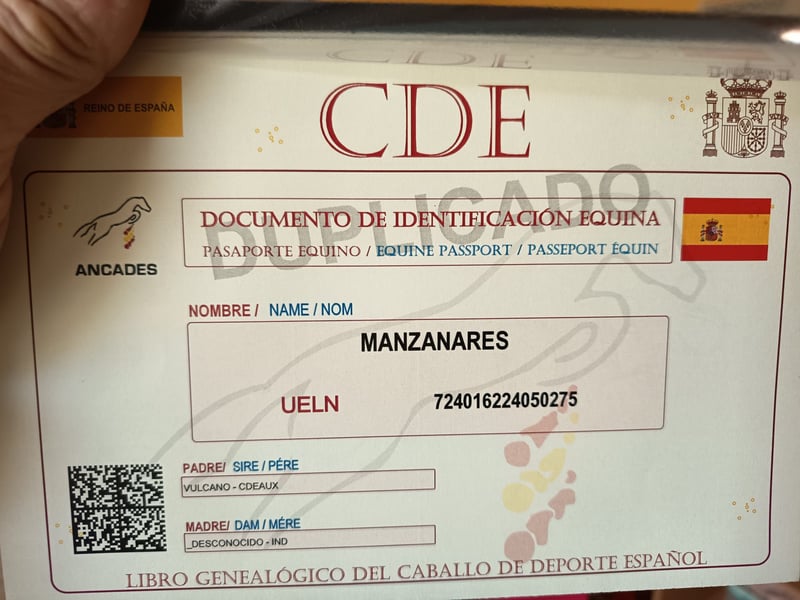 CDE
REINO DE ESPAÑA
CDE
DUPLICADO
DOCUMENTO DE IDENTIFICACIÓN EQUINA
PASAPORTE EQUINO / EQUINE PASSPORT / PASSEPORT ÉQUIN
ANCADES
NOMBRE / NAME / NOM
MANZANARES
UELN 724016224050275
PADRE/ SIRE / PÉRE
VULCANO - CDEAUX
MADRE/ DAM / MÉRE
_DESCONOCIDO - IND
LIBRO GENEALÓGICO DEL CABALLO DE DEPORTE ESPAÑOL